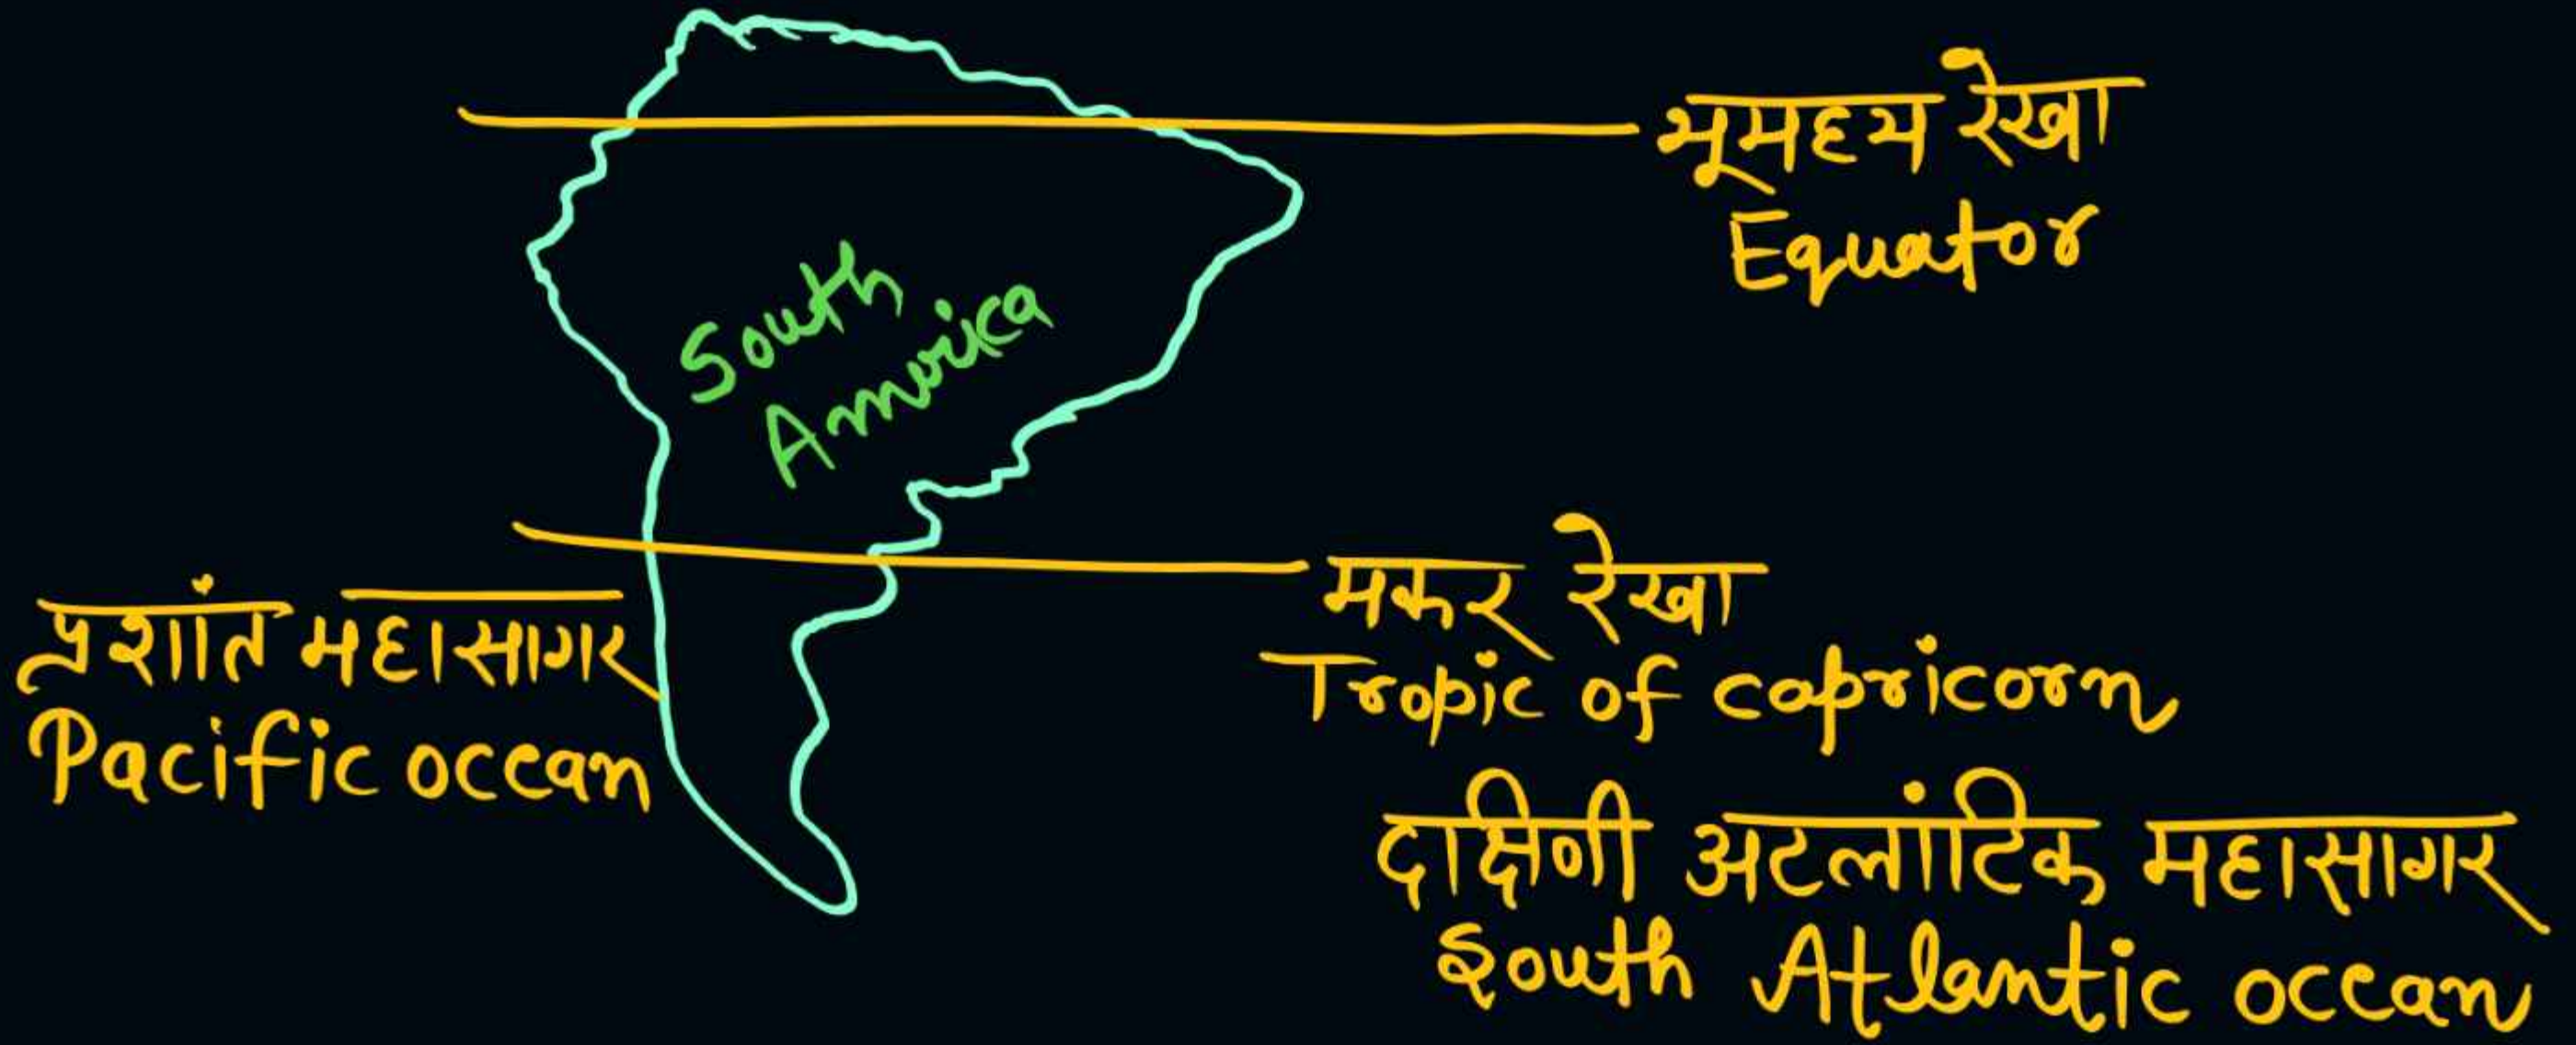 भूमध्य रेखा
Equator
South
America
मकर रेखा
Tropic of capricorn
प्रशांत महासागर
Pacific ocean
दक्षिणी अटलांटिक महासागर
South Atlantic ocean